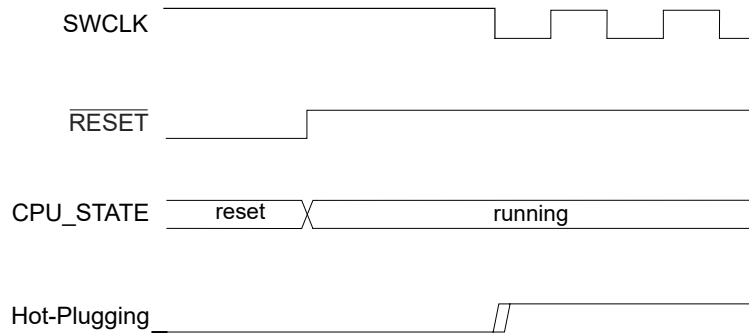 SWCLK
RESET
CPU_STATE
reset
running
Hot-Plugging